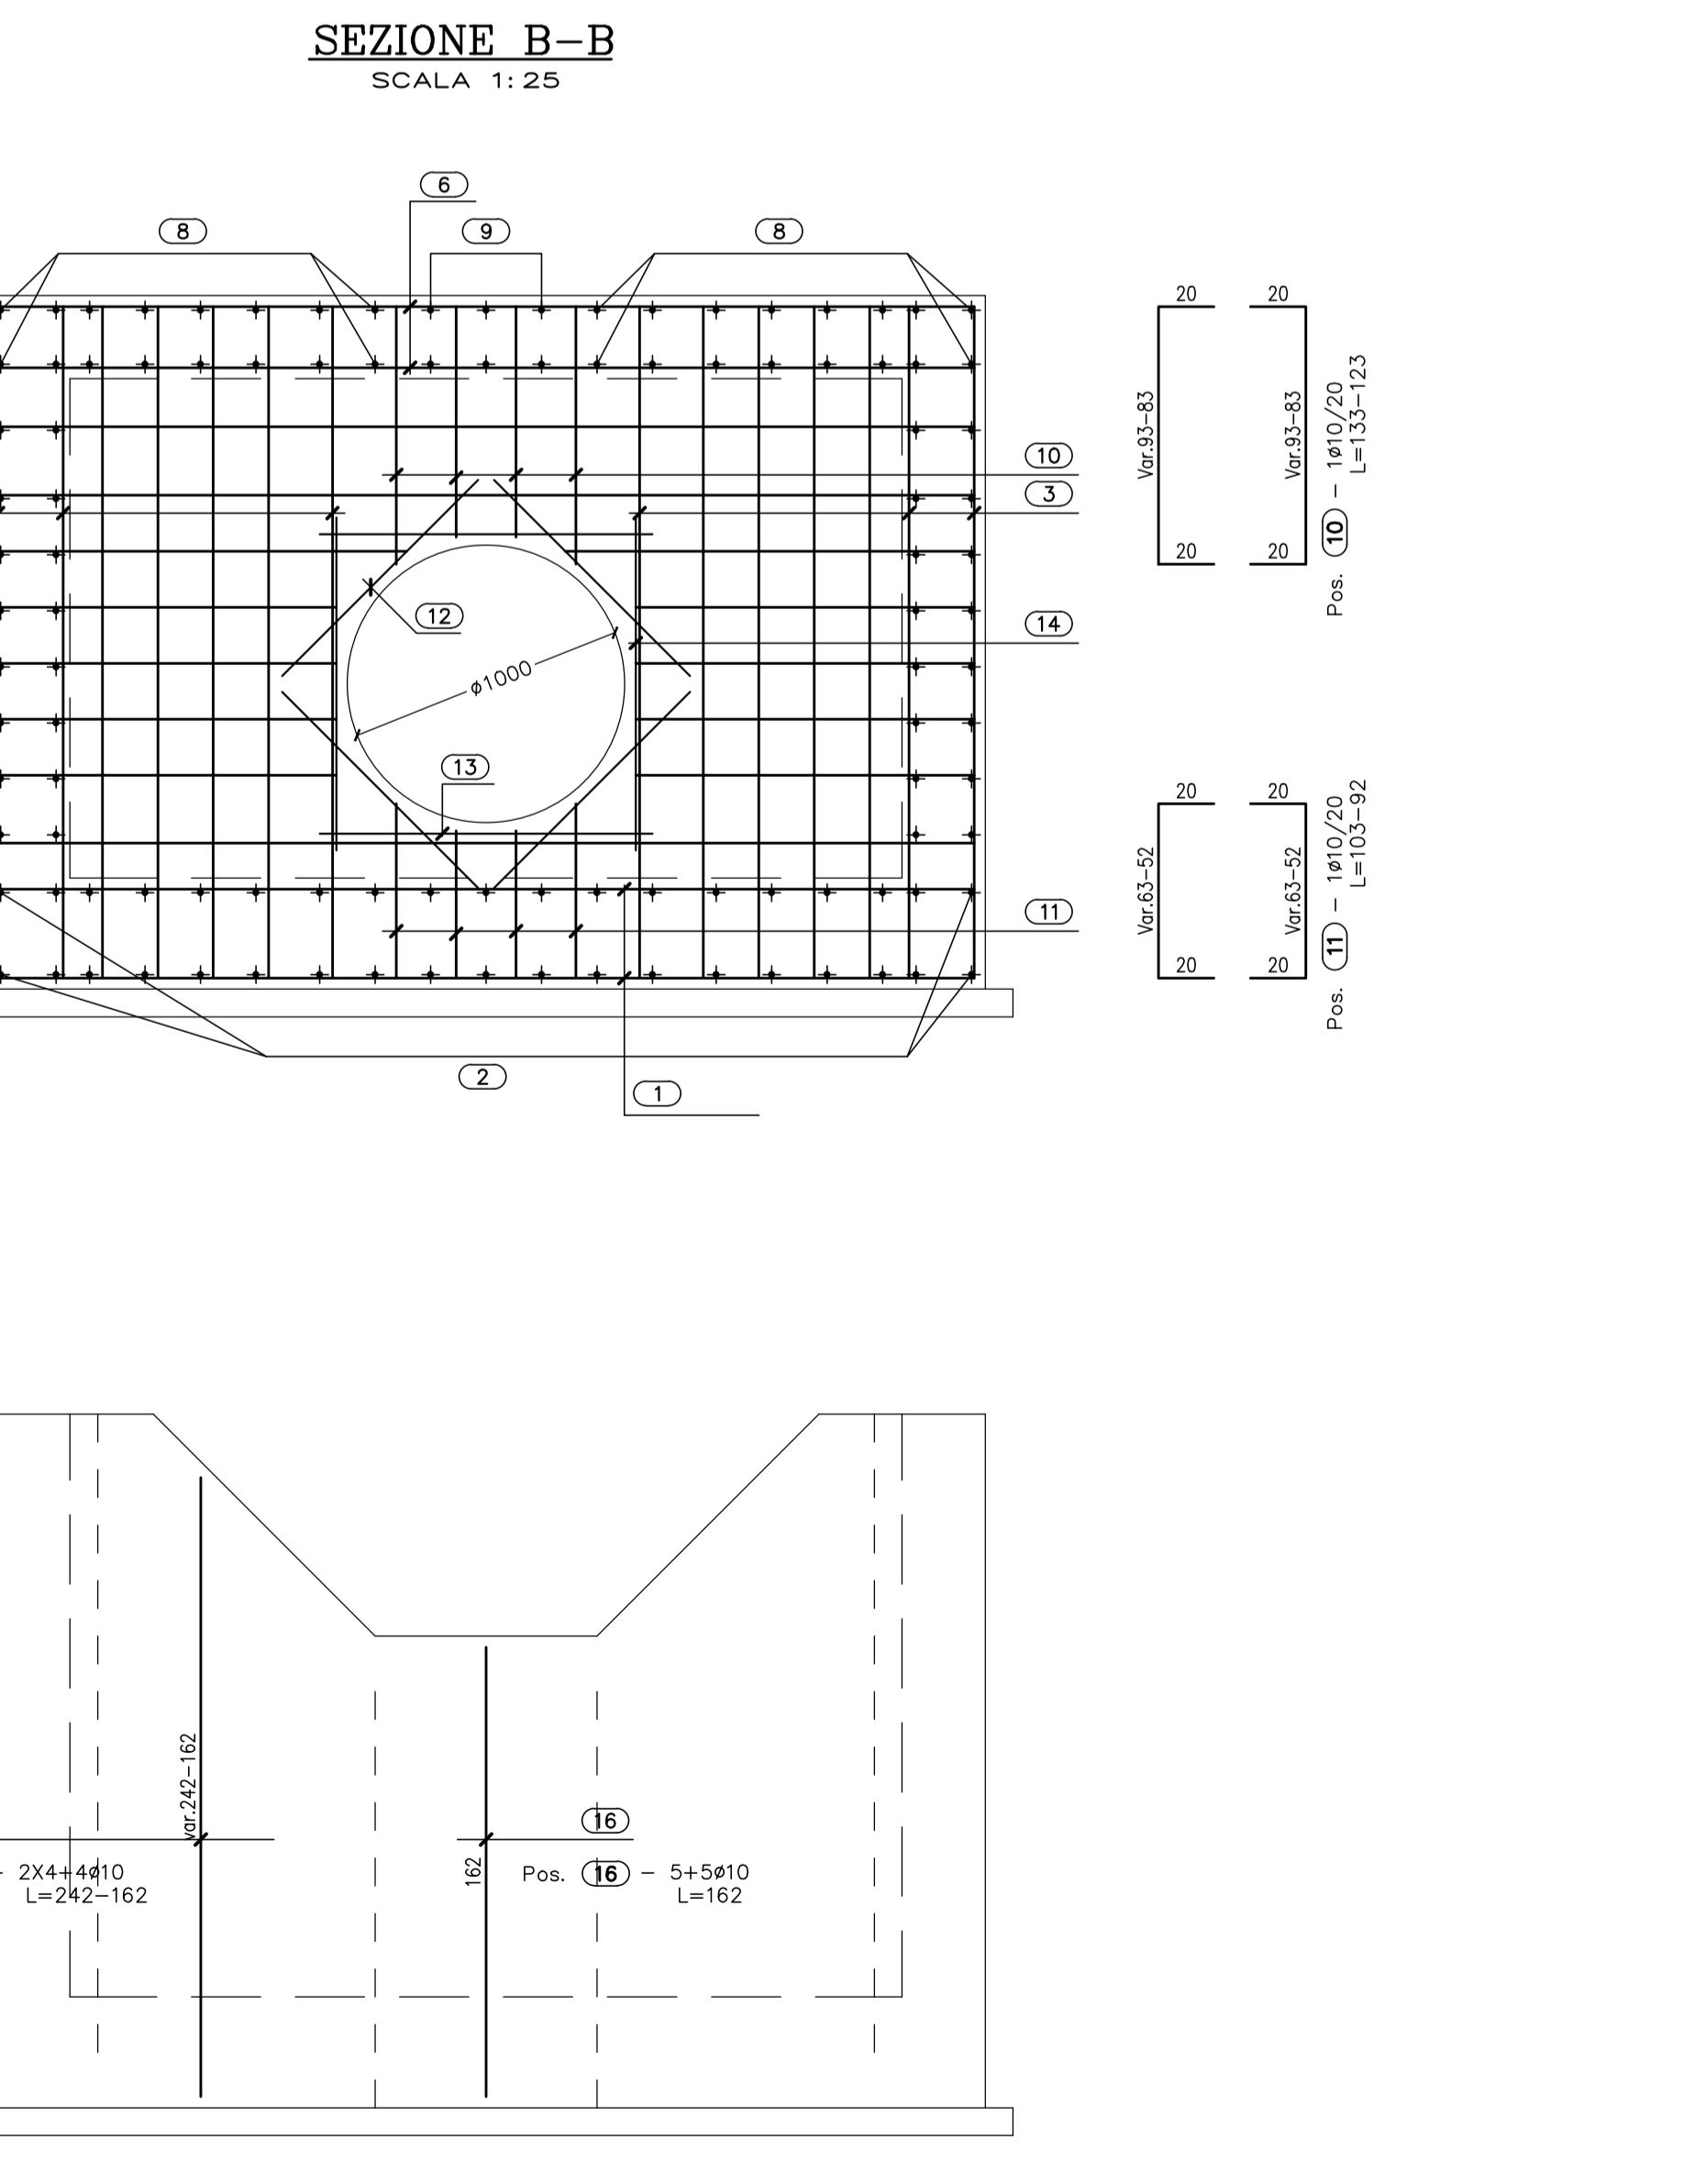 SEZIONE B-B
SCALA 1:25
6
8
9
8
20
20
Var.93-83
Var.93-83
20
20
Pos. 10 - 1ø10/20
L=133-123
10
3
12
14
ø1000
13
11
20
20
Var.63-52
Var.63-52
20
20
Pos. 11 - 1ø10/20
L=103-92
2
1
var.242-162
16
162
- 2X4+4ø10
L=242-162
Pos. 16 - 5+5ø10
L=162